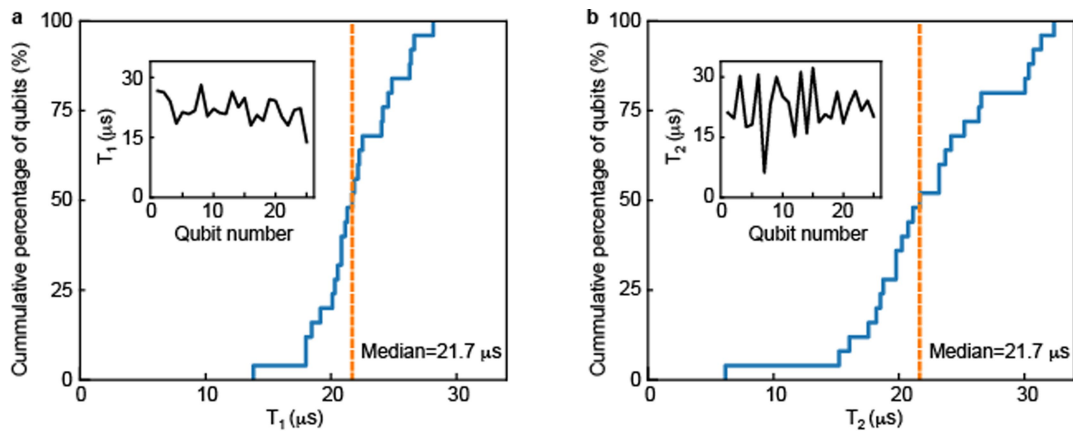 a
Cummulative percentage of qubits (%)
100
75
50
25
0
0 10 20 30
T₁ (μs)
Median=21.7 μs
T₁ (μs)
30
15
0
0 10 20
Qubit number
b
Cummulative percentage of qubits (%)
100
75
50
25
0
0 10 20 30
T₂ (μs)
Median=21.7 μs
T₂ (μs)
30
15
0
0 10 20
Qubit number